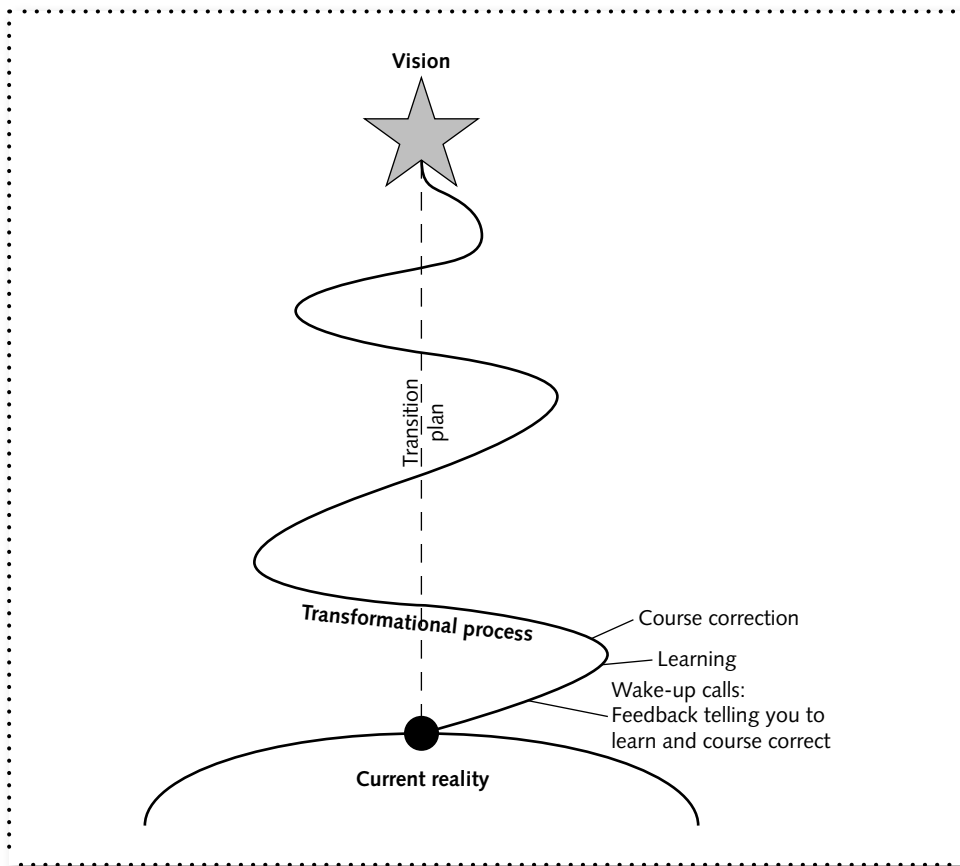 Vision
Transition
plan
Transformational process
Course correction
Learning
Wake-up calls:
Feedback telling you to
learn and course correct
Current reality